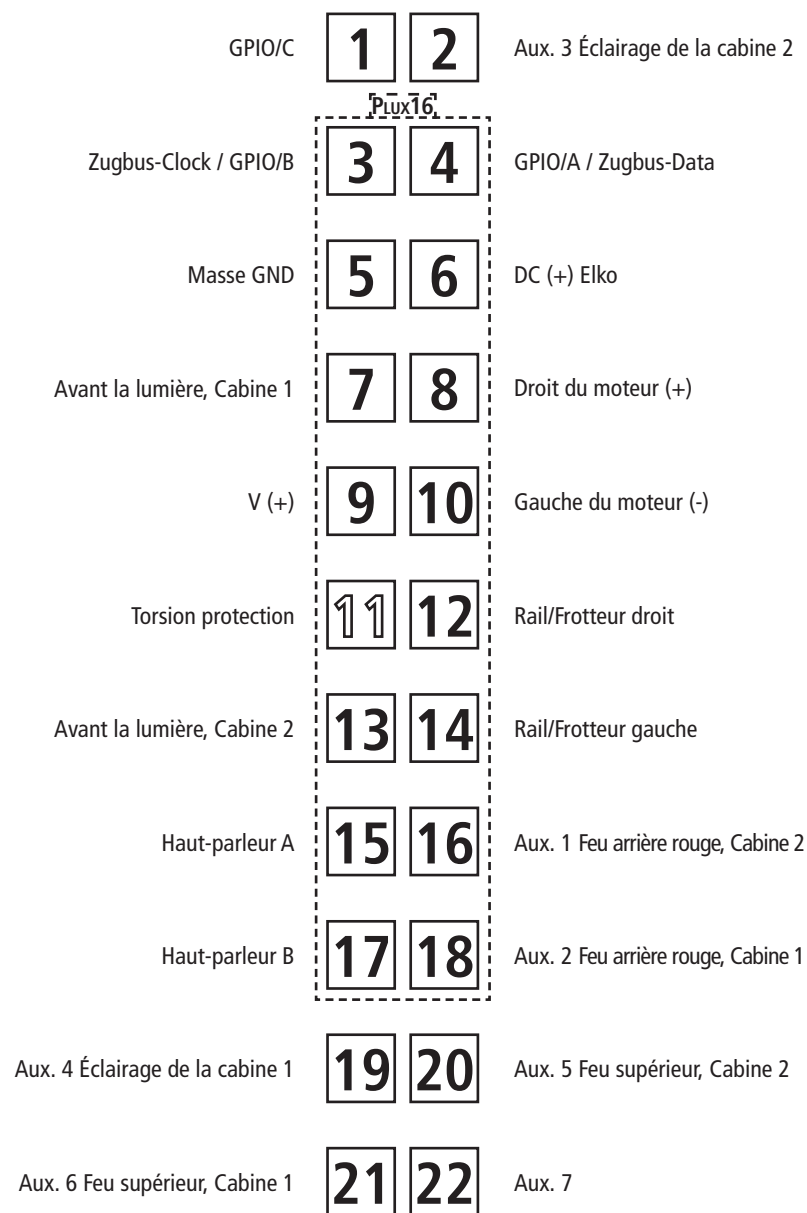 GPIO/C 1 2 Aux. 3 Éclairage de la cabine 2
PLUX16
Zugbus-Clock / GPIO/B 3 4 GPIO/A / Zugbus-Data
Masse GND 5 6 DC (+) Elko
Avant la lumière, Cabine 1 7 8 Droit du moteur (+)
V (+) 9 10 Gauche du moteur (-)
Torsion protection 11 12 Rail/Frotteur droit
Avant la lumière, Cabine 2 13 14 Rail/Frotteur gauche
Haut-parleur A 15 16 Aux. 1 Feu arrière rouge, Cabine 2
Haut-parleur B 17 18 Aux. 2 Feu arrière rouge, Cabine 1
Aux. 4 Éclairage de la cabine 1 19 20 Aux. 5 Feu supérieur, Cabine 2
Aux. 6 Feu supérieur, Cabine 1 21 22 Aux. 7